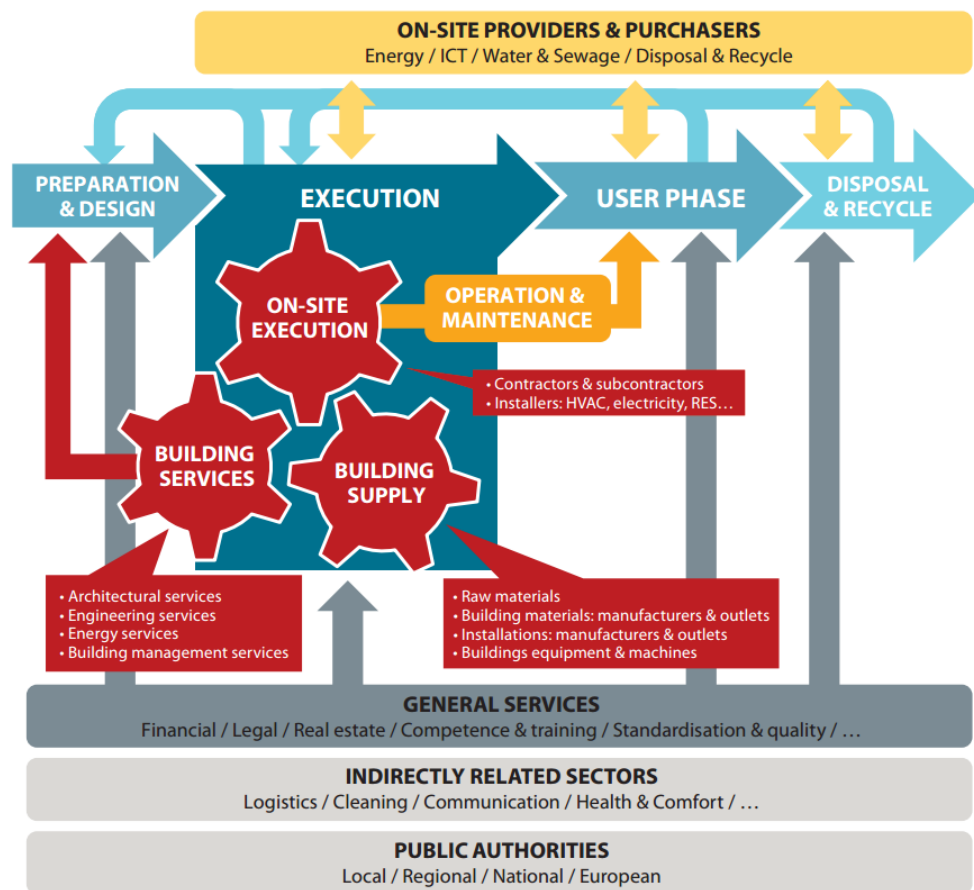 ON-SITE PROVIDERS & PURCHASERS
Energy / ICT / Water & Sewage / Disposal & Recycle
PREPARATION
& DESIGN
EXECUTION
USER PHASE
DISPOSAL
& RECYCLE
ON-SITE
EXECUTION
OPERATION &
MAINTENANCE
• Contractors & subcontractors
• Installers: HVAC, electricity, RES…
BUILDING
SERVICES
BUILDING
SUPPLY
• Architectural services
• Engineering services
• Energy services
• Building management services
• Raw materials
• Building materials: manufacturers & outlets
• Installations: manufacturers & outlets
• Buildings equipment & machines
GENERAL SERVICES
Financial / Legal / Real estate / Competence & training / Standardisation & quality / …
INDIRECTLY RELATED SECTORS
Logistics / Cleaning / Communication / Health & Comfort / …
PUBLIC AUTHORITIES
Local / Regional / National / European